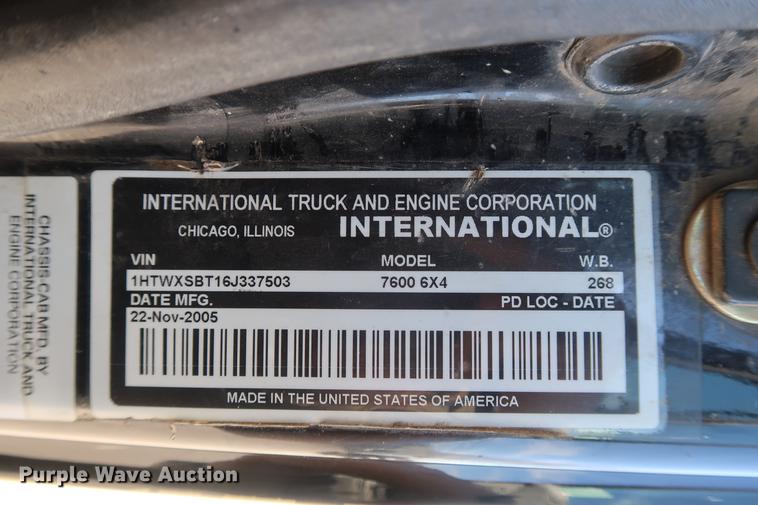 INTERNATIONAL TRUCK AND ENGINE CORPORATION
CHICAGO, ILLINOIS INTERNATIONAL®
VIN MODEL W.B.
1HTWXSBT16J337503 7600 6X4 268
DATE MFG. PD LOC - DATE
22-Nov-2005
MADE IN THE UNITED STATES OF AMERICA
CHASSIS-CAB MFD. BY
INTERNATIONAL TRUCK AND
ENGINE CORPORATION
Purple Wave Auction